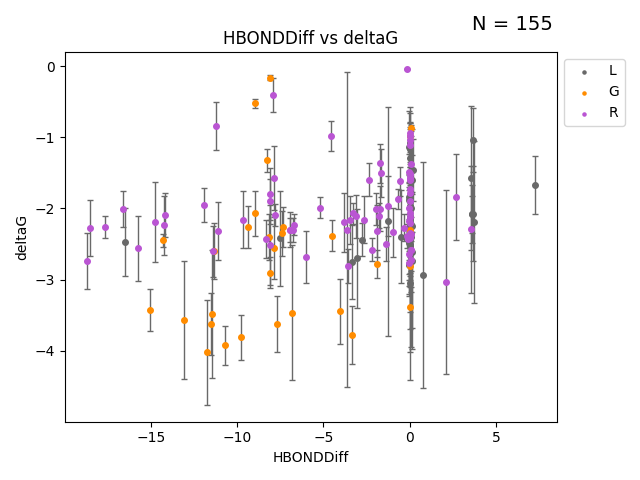 N = 155
HBONDDiff vs deltaG
L
G
R
0
−1
−2
−3
−4
deltaG
−15
−10
−5
0
5
HBONDDiff